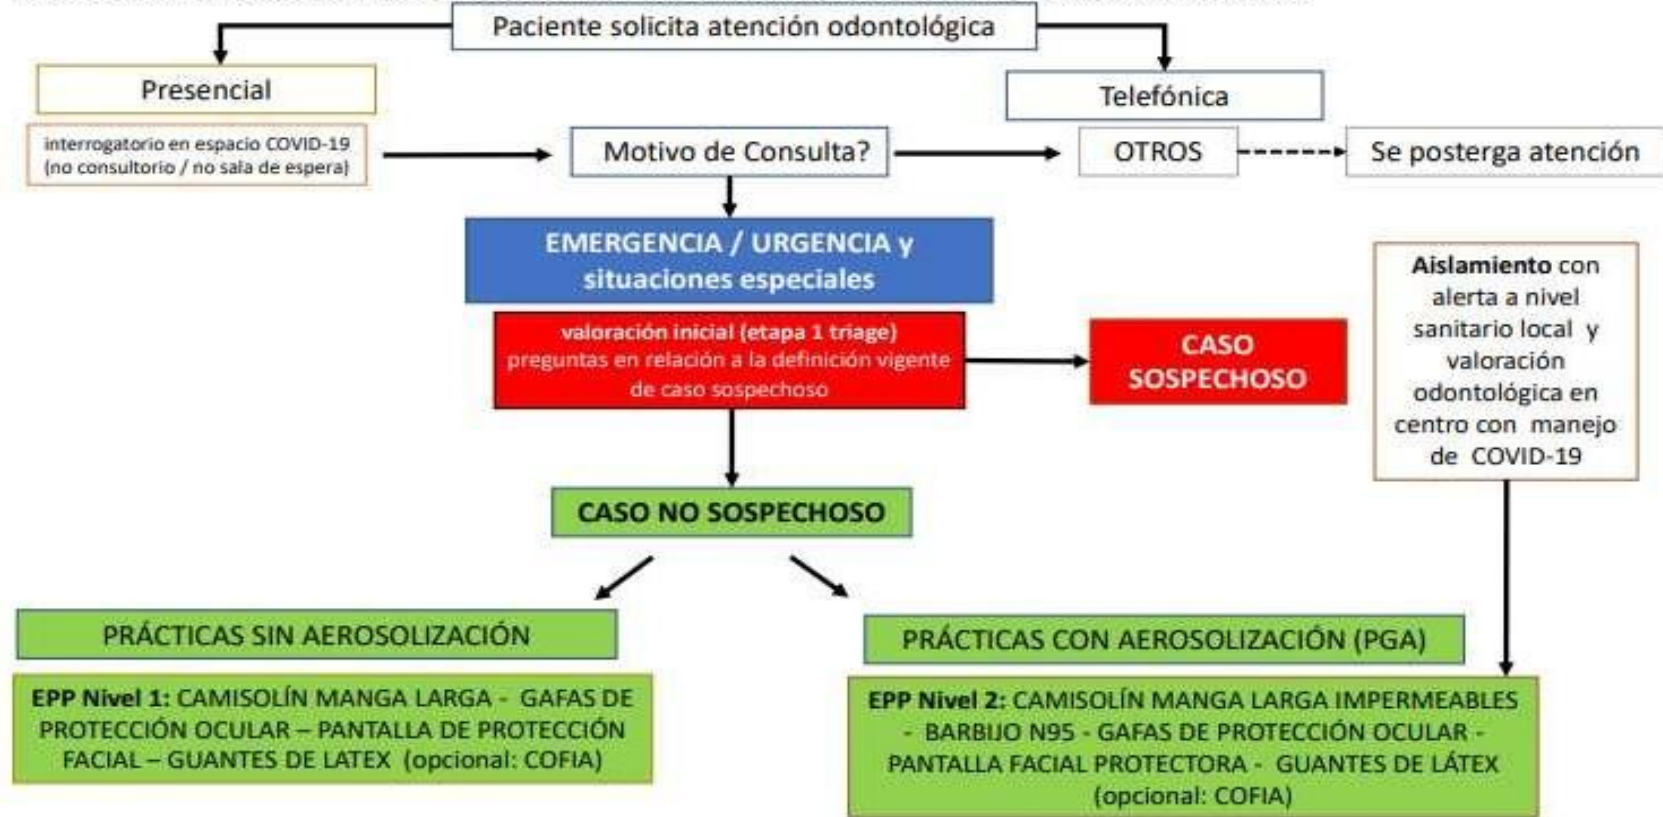 Paciente solicita atención odontológica
Presencial
Telefónica
interrogatorio en espacio COVID-19
(no consultorio / no sala de espera)
Motivo de Consulta?
OTROS
Se posterga atención
EMERGENCIA / URGENCIA y
situaciones especiales
valoración inicial (etapa 1 triage)
preguntas en relación a la definición vigente
de caso sospechoso
CASO
SOSPECHOSO
Aislamiento con
alerta a nivel
sanitario local y
valoración
odontológica en
centro con manejo
de COVID-19
CASO NO SOSPECHOSO
PRÁCTICAS SIN AEROSOLIZACIÓN
EPP Nivel 1: CAMISOLÍN MANGA LARGA - GAFAS DE
PROTECCIÓN OCULAR – PANTALLA DE PROTECCIÓN
FACIAL – GUANTES DE LATEX (opcional: COFIA)
PRÁCTICAS CON AEROSOLIZACIÓN (PGA)
EPP Nivel 2: CAMISOLÍN MANGA LARGA IMPERMEABLES
- BARBIJO N95 - GAFAS DE PROTECCIÓN OCULAR -
PANTALLA FACIAL PROTECTORA - GUANTES DE LÁTEX
(opcional: COFIA)